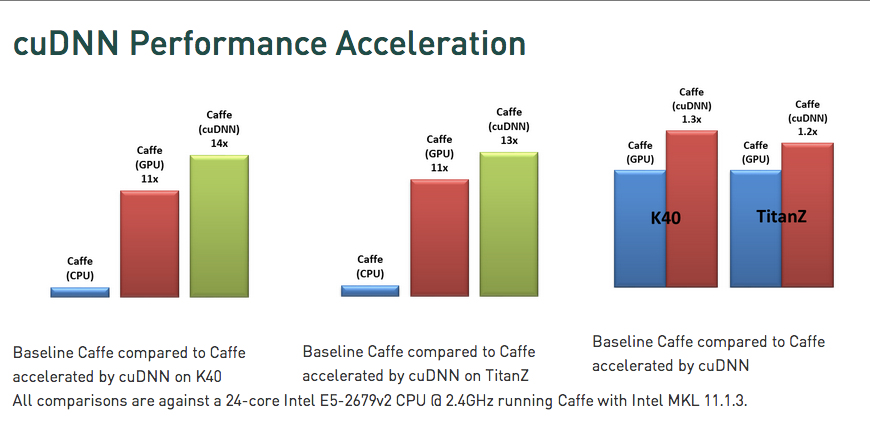 cuDNN Performance Acceleration
Caffe
(CPU)
Caffe
(GPU)
11x
Caffe
(cuDNN)
14x
Caffe
(CPU)
Caffe
(GPU)
11x
Caffe
(cuDNN)
13x
Caffe
(GPU)
Caffe
(cuDNN)
1.3x
K40
Caffe
(GPU)
Caffe
(cuDNN)
1.2x
TitanZ
Baseline Caffe compared to Caffe
accelerated by cuDNN on K40
Baseline Caffe compared to Caffe
accelerated by cuDNN on TitanZ
Baseline Caffe compared to Caffe
accelerated by cuDNN
All comparisons are against a 24-core Intel E5-2679v2 CPU @ 2.4GHz running Caffe with Intel MKL 11.1.3.